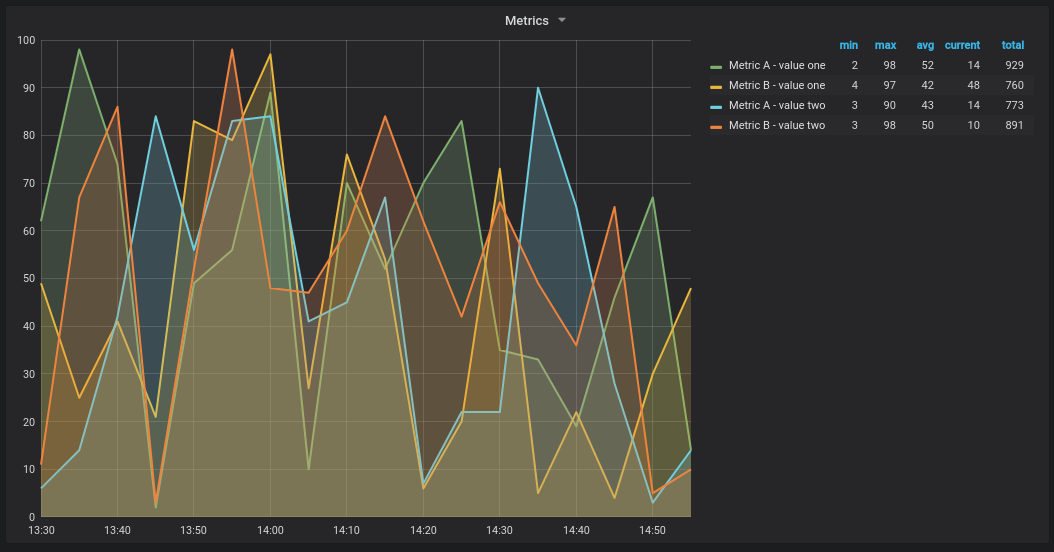 Metrics
100
90
80
70
60
50
40
30
20
10
0
13:30 13:40 13:50 14:00 14:10 14:20 14:30 14:40 14:50
min max avg current total
Metric A - value one 2 98 52 14 929
Metric B - value one 4 97 42 48 760
Metric A - value two 3 90 43 14 773
Metric B - value two 3 98 50 10 891